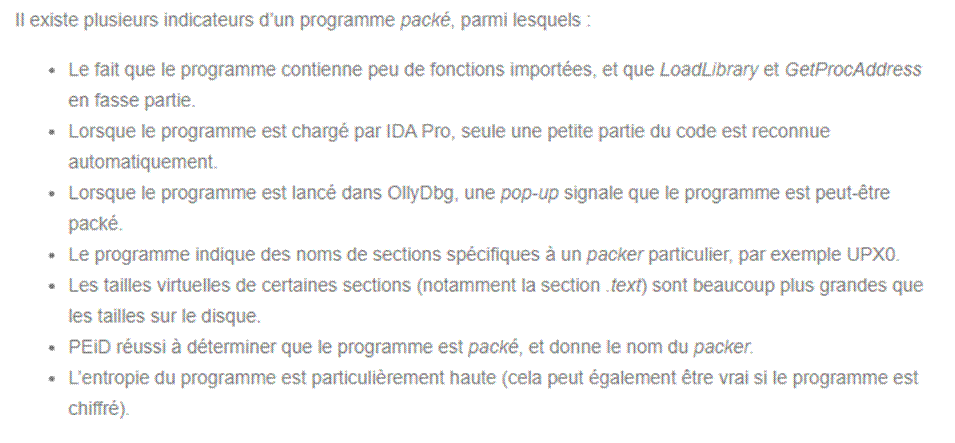 Il existe plusieurs indicateurs d'un programme packé, parmi lesquels :
• Le fait que le programme contienne peu de fonctions importées, et que LoadLibrary et GetProcAddress
en fasse partie.
• Lorsque le programme est chargé par IDA Pro, seule une petite partie du code est reconnue
automatiquement.
• Lorsque le programme est lancé dans OllyDbg, une pop-up signale que le programme est peut-être
packé.
• Le programme indique des noms de sections spécifiques à un packer particulier, par exemple UPX0.
• Les tailles virtuelles de certaines sections (notamment la section .text) sont beaucoup plus grandes que
les tailles sur le disque.
• PEiD réussi à déterminer que le programme est packé, et donne le nom du packer.
• L'entropie du programme est particulièrement haute (cela peut également être vrai si le programme est
chiffré).